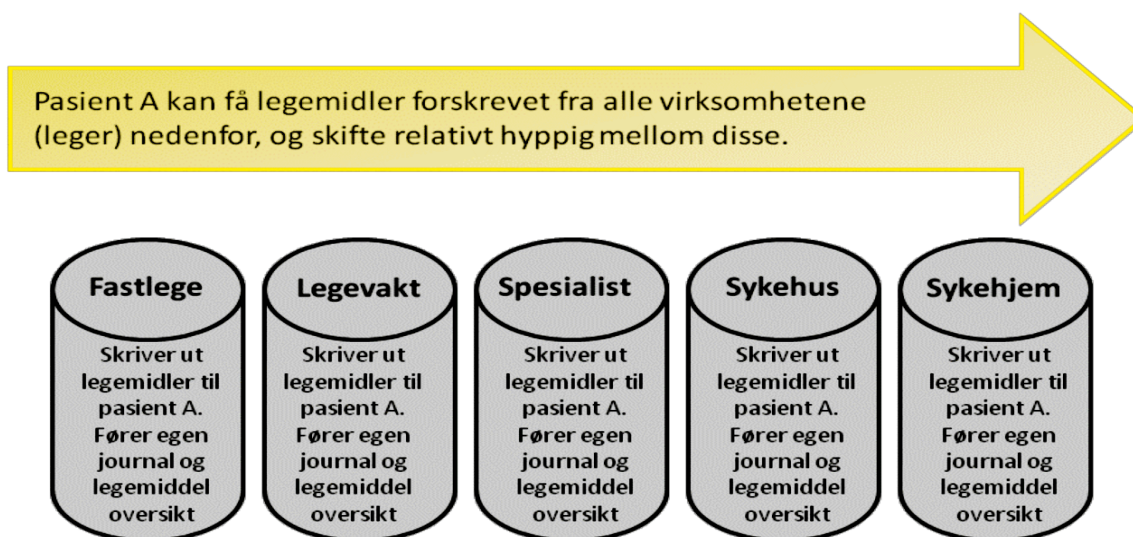 Pasient A kan få legemidler forskrevet fra alle virksomhetene
(leger) nedenfor, og skifte relativt hyppig mellom disse.
Fastlege
Skriver ut
legemidler til
pasient A.
Fører egen
journal og
legemiddel
oversikt
Legevakt
Skriver ut
legemidler til
pasient A.
Fører egen
journal og
legemiddel
oversikt
Spesialist
Skriver ut
legemidler til
pasient A.
Fører egen
journal og
legemiddel
oversikt
Sykehus
Skriver ut
legemidler til
pasient A.
Fører egen
journal og
legemiddel
oversikt
Sykehjem
Skriver ut
legemidler til
pasient A.
Fører egen
journal og
legemiddel
oversikt